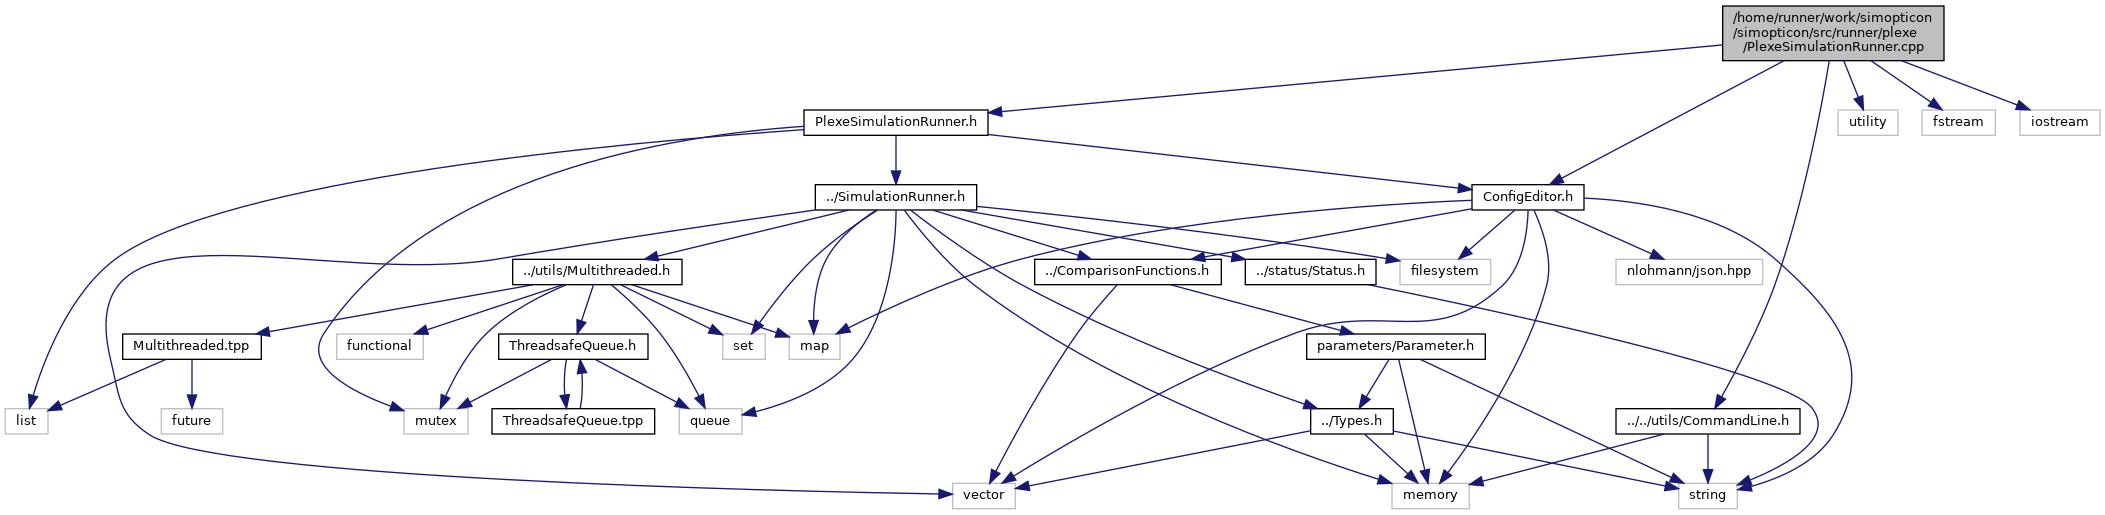 /home/runner/work/simopticon
/simopticon/src/runner/plexe
/PlexeSimulationRunner.cpp
PlexeSimulationRunner.h
utility
fstream
iostream
../SimulationRunner.h
ConfigEditor.h
../utils/Multithreaded.h
../ComparisonFunctions.h
../status/Status.h
filesystem
nlohmann/json.hpp
Multithreaded.tpp
functional
ThreadsafeQueue.h
set
map
parameters/Parameter.h
list
future
mutex
ThreadsafeQueue.tpp
queue
../Types.h
../../utils/CommandLine.h
vector
memory
string